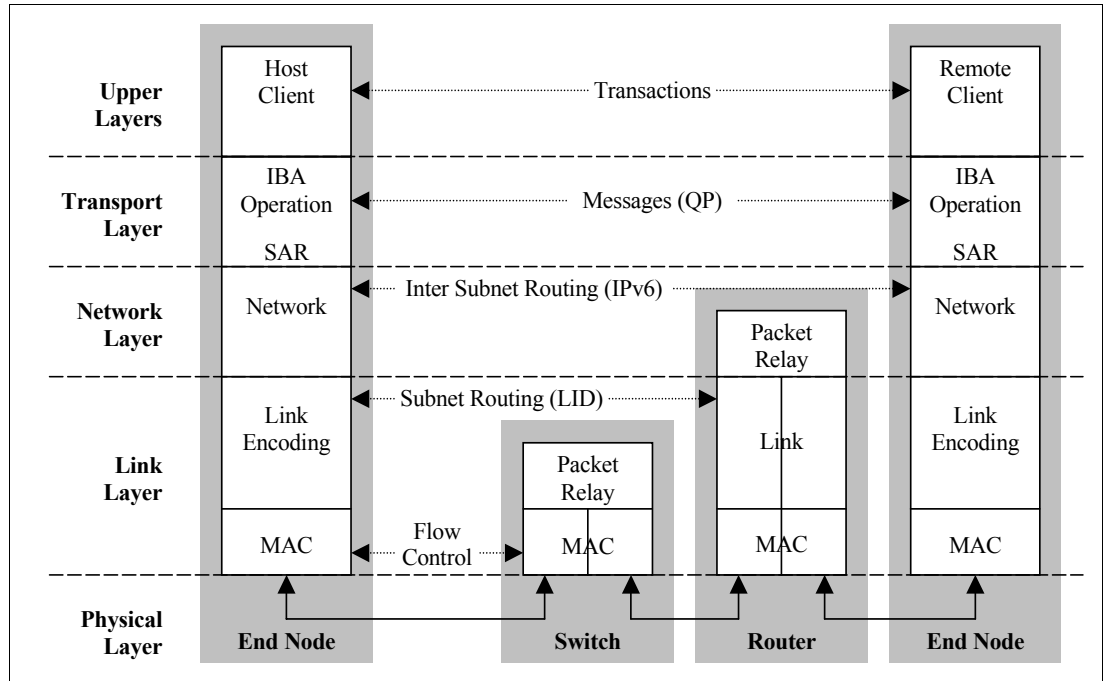 Upper
Layers
Host
Client
Transactions
Remote
Client
Transport
Layer
IBA
Operation
SAR
Messages (QP)
IBA
Operation
SAR
Network
Layer
Network
Inter Subnet Routing (IPv6)
Packet
Relay
Network
Link
Layer
Link
Encoding
Subnet Routing (LID)
Packet
Relay
Link
Link
Encoding
MAC
Flow
Control
MAC
MAC
MAC
Physical
Layer
End Node
Switch
Router
End Node